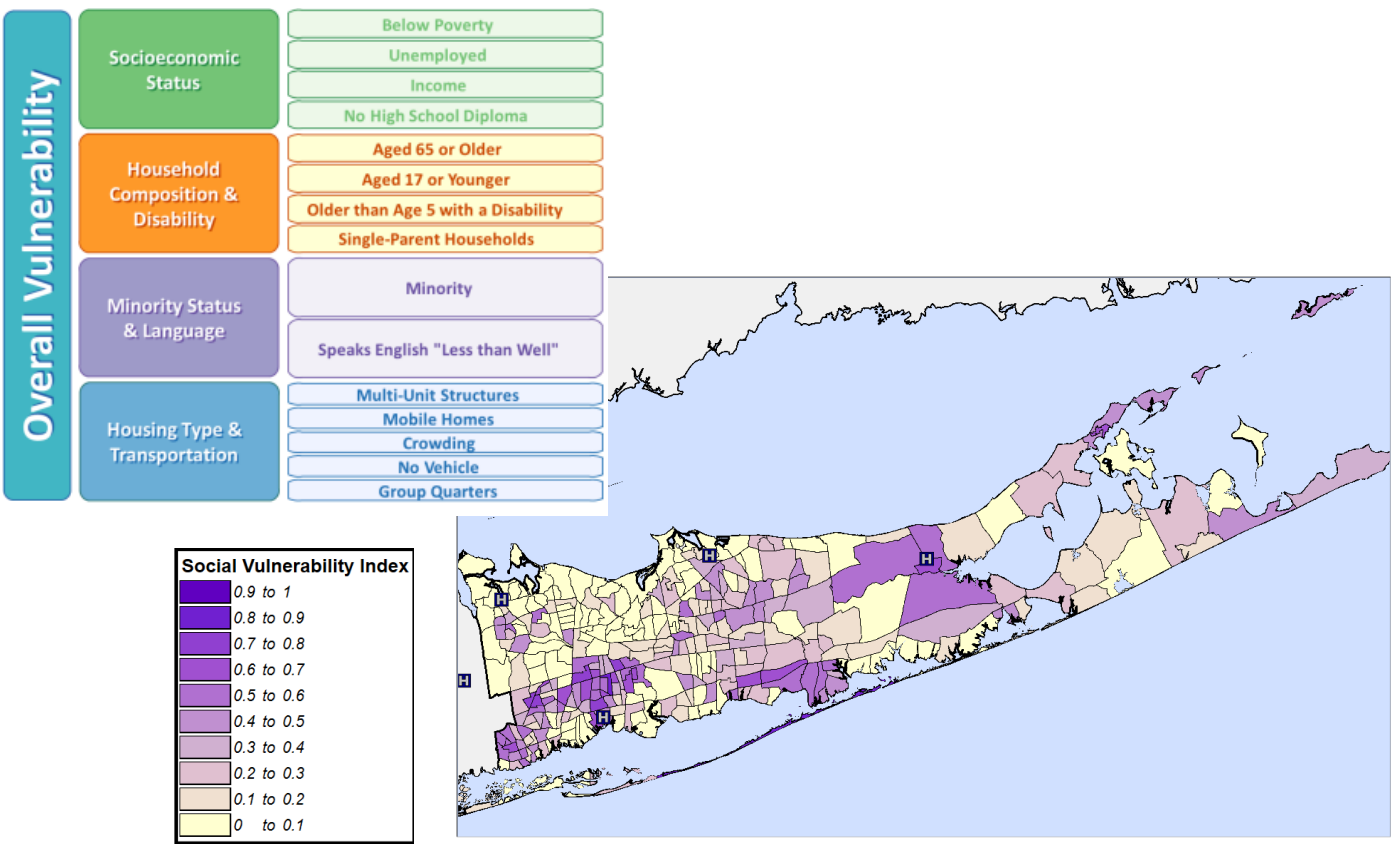 Overall Vulnerability
Socioeconomic
Status
Below Poverty
Unemployed
Income
No High School Diploma
Household
Composition &
Disability
Aged 65 or Older
Aged 17 or Younger
Older than Age 5 with a Disability
Single-Parent Households
Minority Status
& Language
Minority
Speaks English "Less than Well"
Housing Type &
Transportation
Multi-Unit Structures
Mobile Homes
Crowding
No Vehicle
Group Quarters
Social Vulnerability Index
0.9 to 1
0.8 to 0.9
0.7 to 0.8
0.6 to 0.7
0.5 to 0.6
0.4 to 0.5
0.3 to 0.4
0.2 to 0.3
0.1 to 0.2
0 to 0.1
H
H
H
H
H